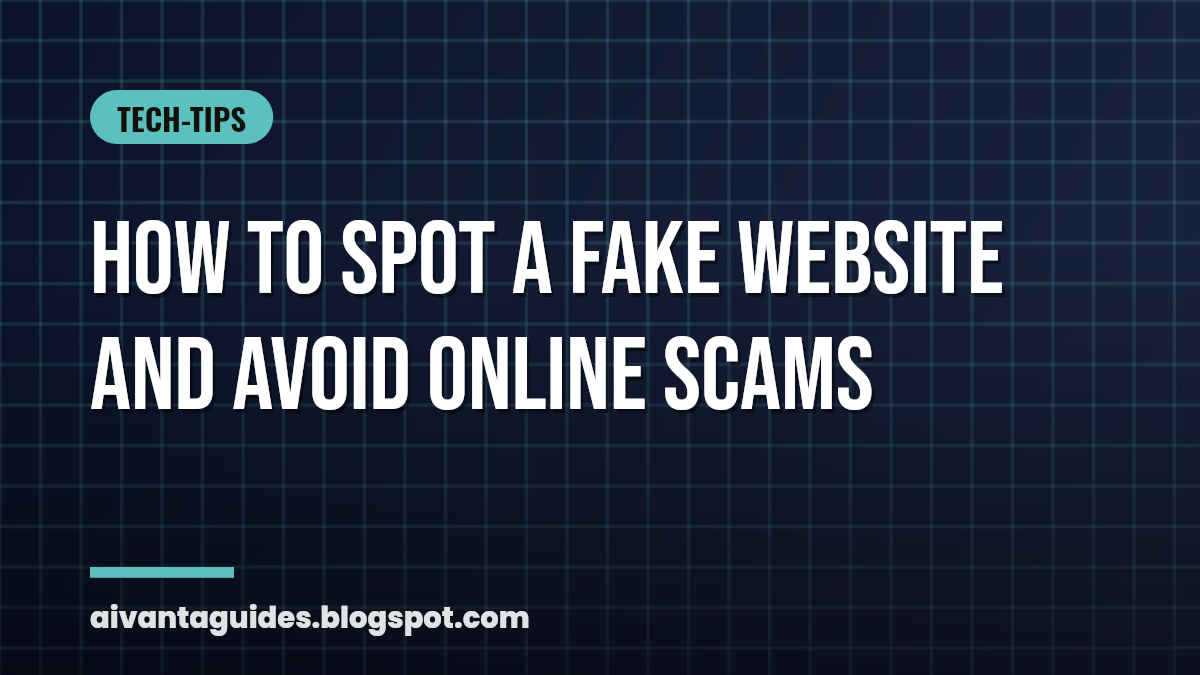 TECH-TIPS
HOW TO SPOT A FAKE WEBSITE
AND AVOID ONLINE SCAMS
aivantaguides.blogspot.com